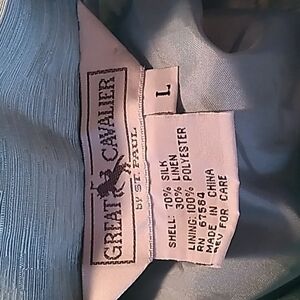 GREAT CAVALIER
by ST. PAUL
L
SHELL: 70% SILK
30% LINEN
LINING: 100% POLYESTER
RN 67584
MADE IN CHINA
REV FOR CARE